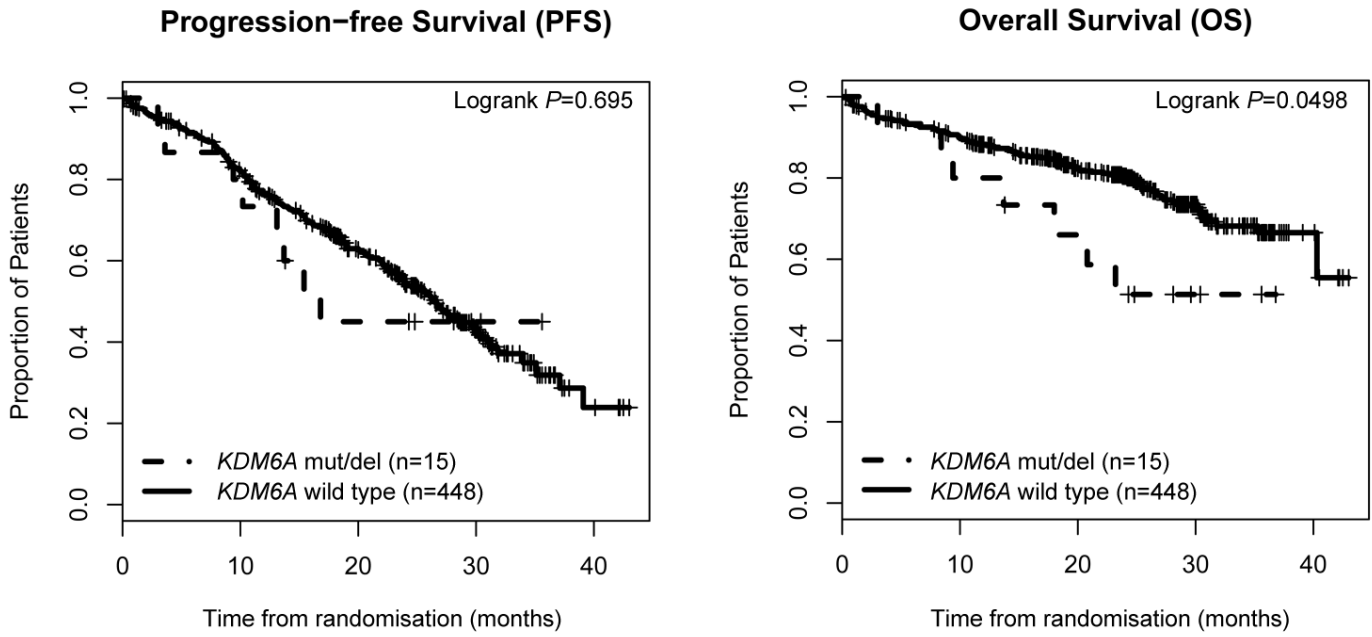 Progression−free Survival (PFS)
Logrank P=0.695
Proportion of Patients
1.0
0.8
0.6
0.4
0.2
0.0
KDM6A mut/del (n=15)
KDM6A wild type (n=448)
0 10 20 30 40
Time from randomisation (months)
Overall Survival (OS)
Logrank P=0.0498
Proportion of Patients
1.0
0.8
0.6
0.4
0.2
0.0
KDM6A mut/del (n=15)
KDM6A wild type (n=448)
0 10 20 30 40
Time from randomisation (months)